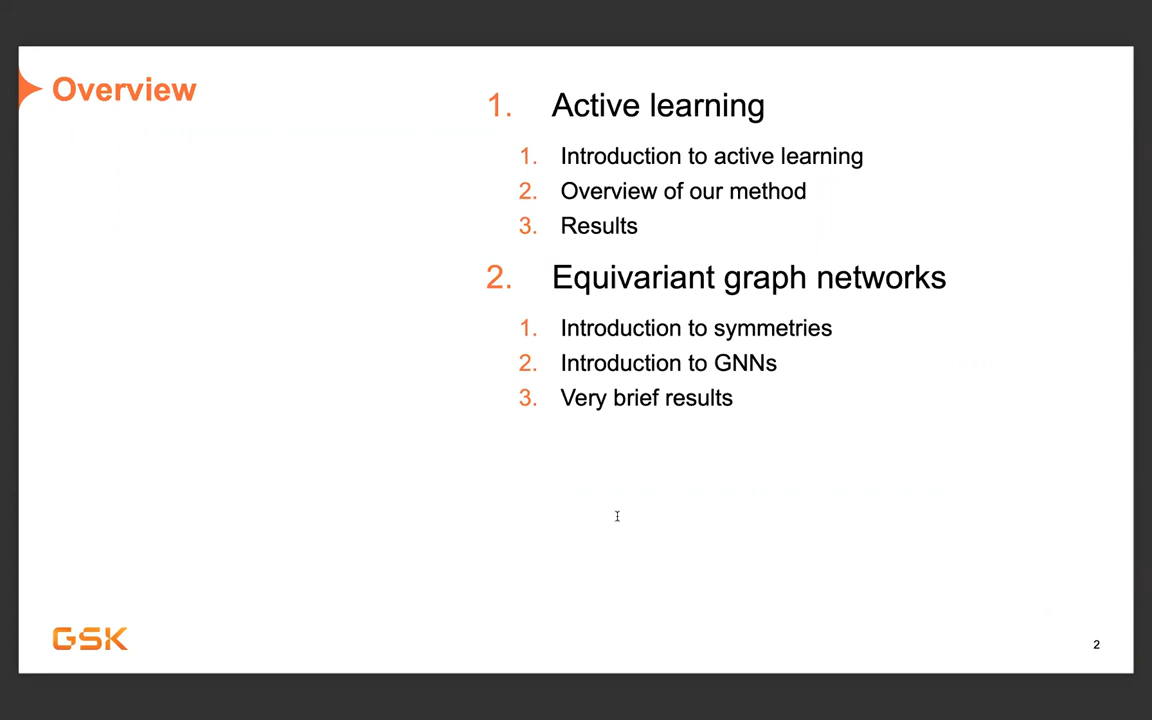 Overview
1. Active learning
1. Introduction to active learning
2. Overview of our method
3. Results
2. Equivariant graph networks
1. Introduction to symmetries
2. Introduction to GNNs
3. Very brief results
GSK
2